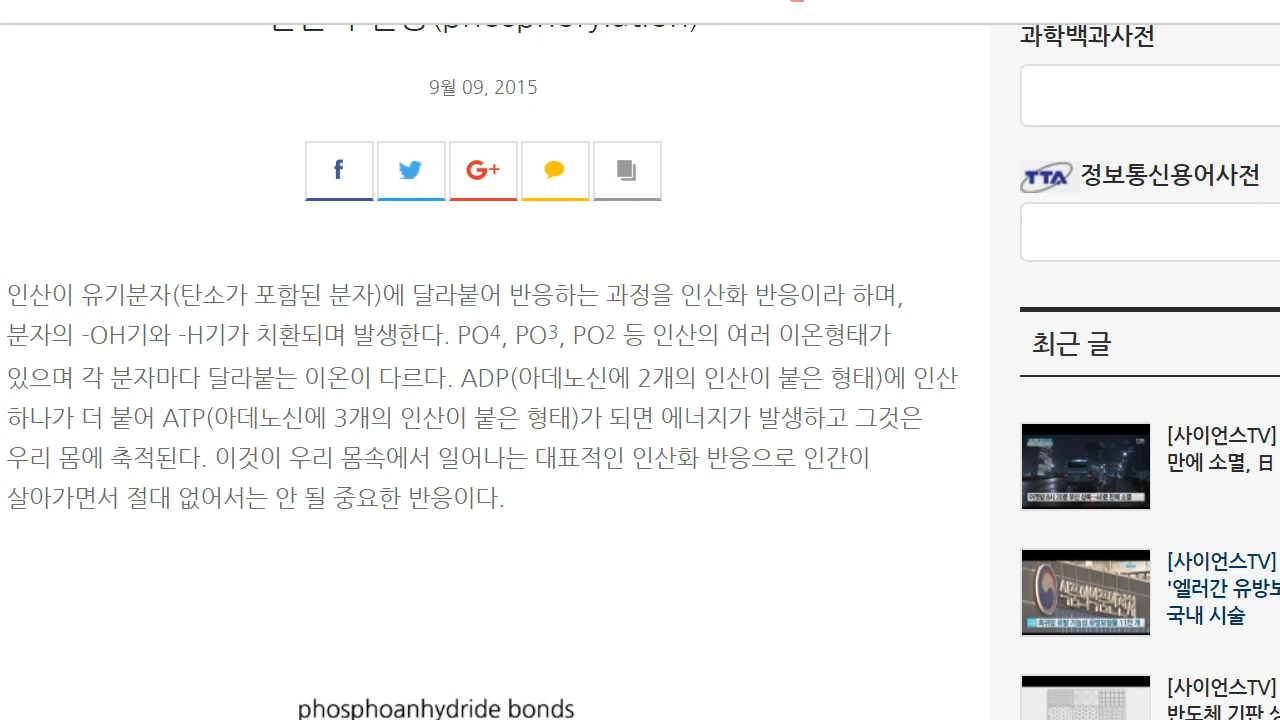 (phosphorylation)
9월 09, 2015
f
G+
인산이 유기분자(탄소가 포함된 분자)에 달라붙어 반응하는 과정을 인산화 반응이라 하며,
분자의 -OH기와 -H기가 치환되며 발생한다. PO4, PO3, PO2 등 인산의 여러 이온형태가
있으며 각 분자마다 달라붙는 이온이 다르다. ADP(아데노신에 2개의 인산이 붙은 형태)에 인산
하나가 더 붙어 ATP(아데노신에 3개의 인산이 붙은 형태)가 되면 에너지가 발생하고 그것은
우리 몸에 축적된다. 이것이 우리 몸속에서 일어나는 대표적인 인산화 반응으로 인간이
살아가면서 절대 없어서는 안 될 중요한 반응이다.
phosphoanhydride bonds
과학백과사전
TTA 정보통신용어사전
최근 글
[사이언스TV]
만에 소멸, 日
[사이언스TV]
'엘러간 유방보
국내 시술
[사이언스TV]
반도체 기판